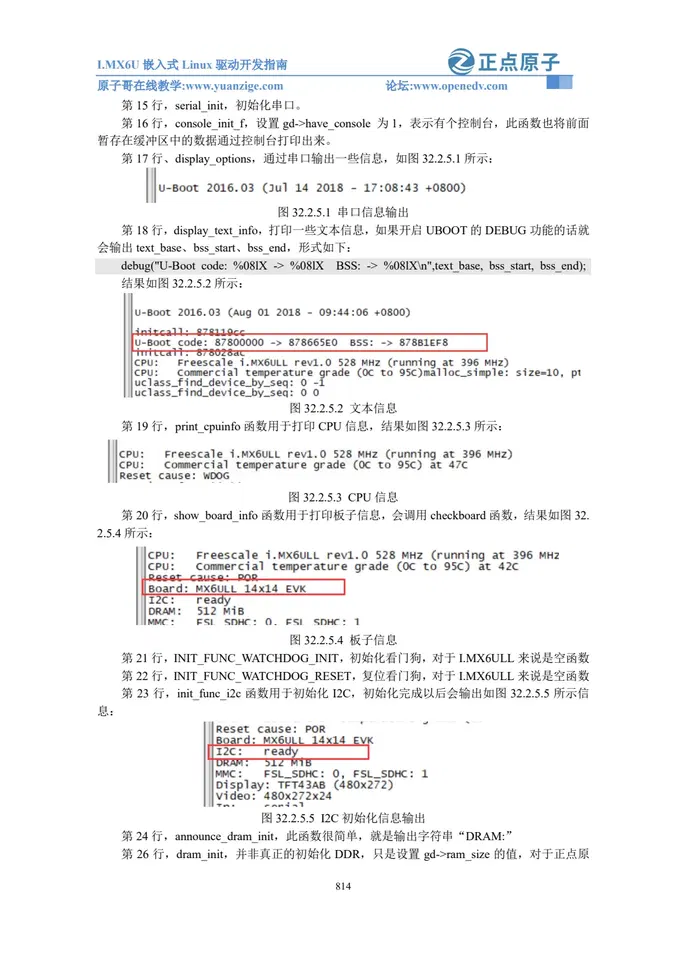 I.MX6U 嵌入式 Linux 驱动开发指南
正点原子
原子哥在线教学:www.yuanzige.com 论坛:www.openedv.com
第 15 行，serial_init，初始化串口。
第 16 行，console_init_f，设置 gd->have_console 为 1，表示有个控制台，此函数也将前面
暂存在缓冲区中的数据通过控制台打印出来。
第 17 行、display_options，通过串口输出一些信息，如图 32.2.5.1 所示：
U-Boot 2016.03 (Jul 14 2018 - 17:08:43 +0800)
图 32.2.5.1 串口信息输出
第 18 行，display_text_info，打印一些文本信息，如果开启 UBOOT 的 DEBUG 功能的话就
会输出 text_base、bss_start、bss_end，形式如下：
debug("U-Boot code: %08lX -> %08lX BSS: -> %08lX\n",text_base, bss_start, bss_end);
结果如图 32.2.5.2 所示：
U-Boot 2016.03 (Aug 01 2018 - 09:44:06 +0800)
initcall: 878119cc
U-Boot code: 87800000 -> 878665E0 BSS: -> 878B1EF8
initcall: 878028ac
CPU: Freescale i.MX6ULL rev1.0 528 MHz (running at 396 MHz)
CPU: Commercial temperature grade (0C to 95C)malloc_simple: size=10, pt
uclass_find_device_by_seq: 0 -1
uclass_find_device_by_seq: 0 0
图 32.2.5.2 文本信息
第 19 行，print_cpuinfo 函数用于打印 CPU 信息，结果如图 32.2.5.3 所示：
CPU: Freescale i.MX6ULL rev1.0 528 MHz (running at 396 MHz)
CPU: Commercial temperature grade (0C to 95C) at 47C
Reset cause: WDOG
图 32.2.5.3 CPU 信息
第 20 行，show_board_info 函数用于打印板子信息，会调用 checkboard 函数，结果如图 32.
2.5.4 所示：
CPU: Freescale i.MX6ULL rev1.0 528 MHz (running at 396 MHz
CPU: Commercial temperature grade (0C to 95C) at 42C
Reset cause: POR
Board: MX6ULL 14x14 EVK
I2C: ready
DRAM: 512 MiB
MMC: FSL_SDHC: 0, FSL_SDHC: 1
图 32.2.5.4 板子信息
第 21 行，INIT_FUNC_WATCHDOG_INIT，初始化看门狗，对于 I.MX6ULL 来说是空函数
第 22 行，INIT_FUNC_WATCHDOG_RESET，复位看门狗，对于 I.MX6ULL 来说是空函数
第 23 行，init_func_i2c 函数用于初始化 I2C，初始化完成以后会输出如图 32.2.5.5 所示信
息：
Reset cause: POR
Board: MX6ULL 14x14 EVK
I2C: ready
DRAM: 512 MiB
MMC: FSL_SDHC: 0, FSL_SDHC: 1
Display: TFT43AB (480x272)
Video: 480x272x24
图 32.2.5.5 I2C 初始化信息输出
第 24 行，announce_dram_init，此函数很简单，就是输出字符串“DRAM:”
第 26 行，dram_init，并非真正的初始化 DDR，只是设置 gd->ram_size 的值，对于正点原
814